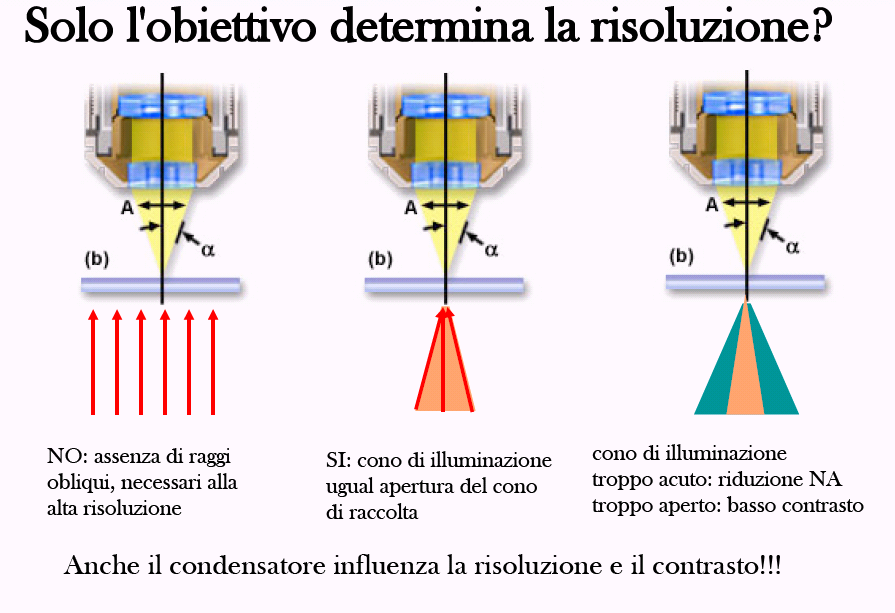 Solo l'obiettivo determina la risoluzione?
A
α
(b)
A
α
(b)
A
α
(b)
NO: assenza di raggi
obliqui, necessari alla
alta risoluzione
SI: cono di illuminazione
ugual apertura del cono
di raccolta
cono di illuminazione
troppo acuto: riduzione NA
troppo aperto: basso contrasto
Anche il condensatore influenza la risoluzione e il contrasto!!!